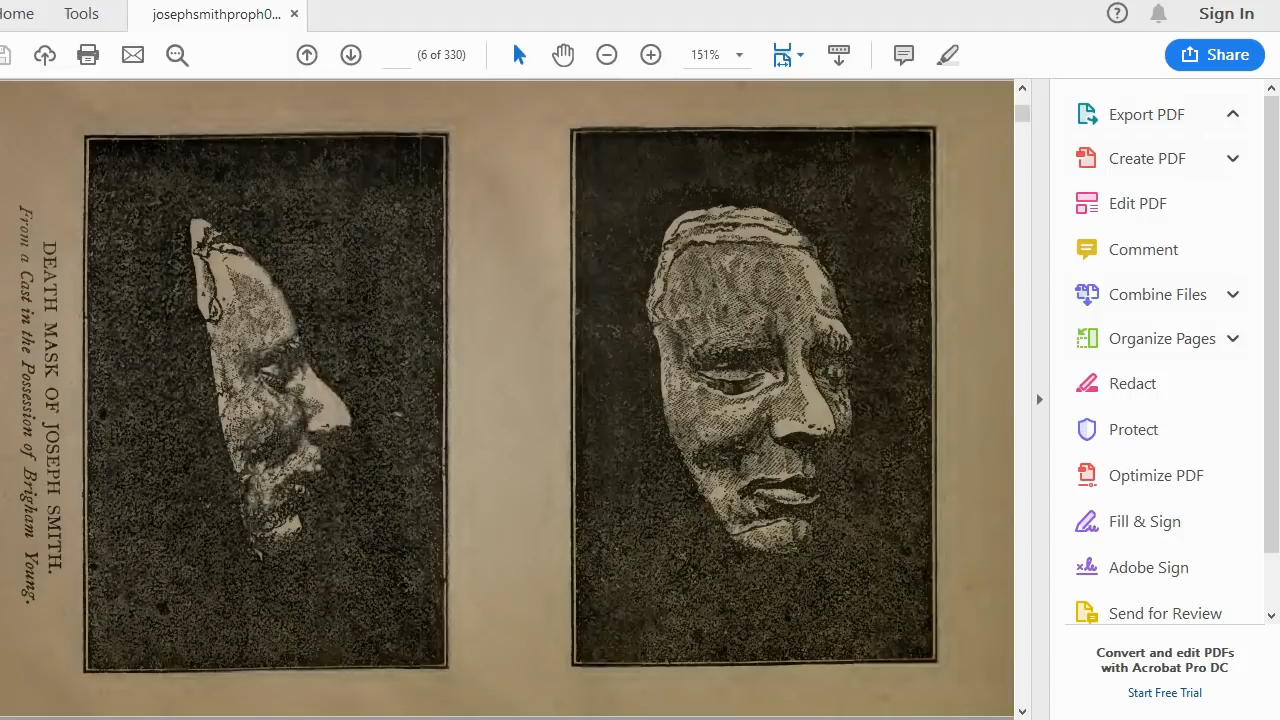 Home
Tools
josephsmithproph0...
Sign In
(6 of 330)
151%
Share
DEATH MASK OF JOSEPH SMITH.
From a Cast in the Possession of Brigham Young.
Export PDF
Create PDF
Edit PDF
Comment
Combine Files
Organize Pages
Redact
Protect
Optimize PDF
Fill & Sign
Adobe Sign
Send for Review
Convert and edit PDFs
with Acrobat Pro DC
Start Free Trial